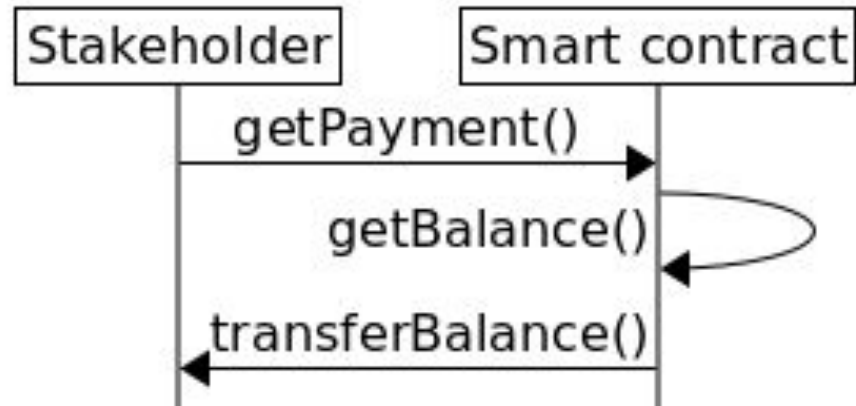 Stakeholder
Smart contract
getPayment()
getBalance()
transferBalance()